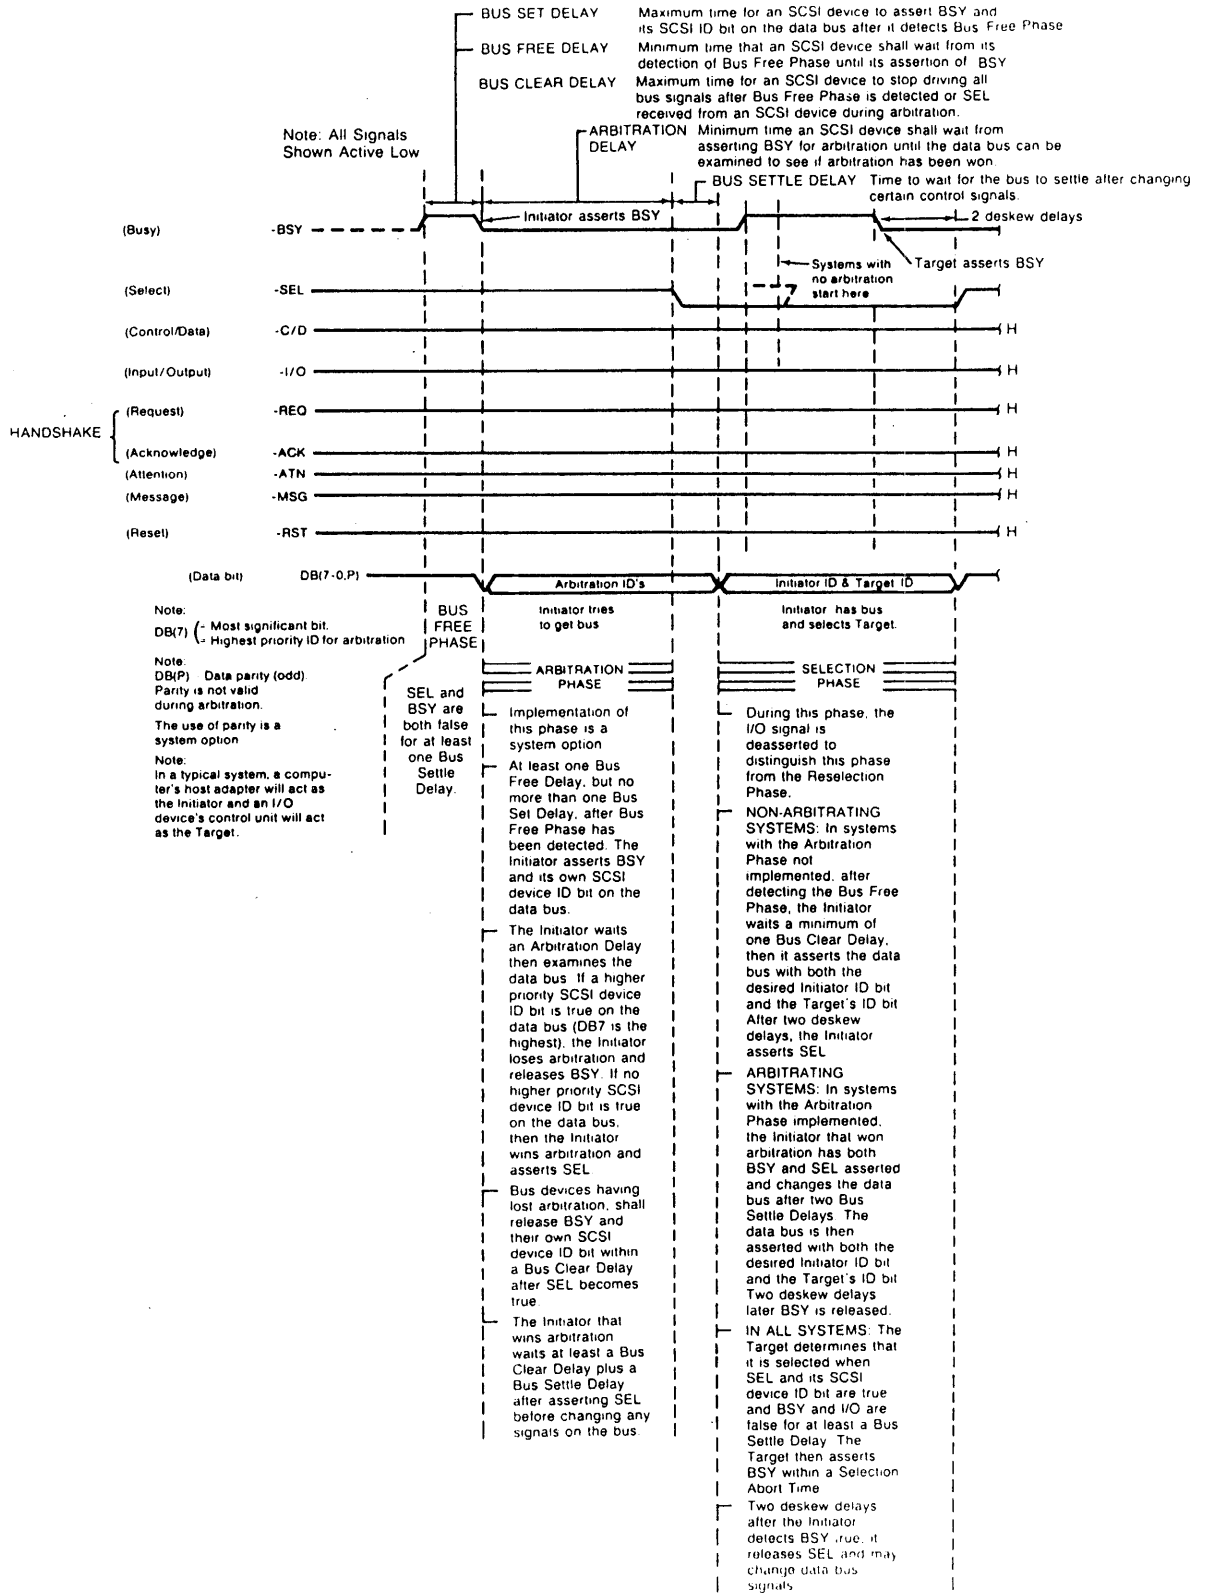 BUS SET DELAY Maximum time for an SCSI device to assert BSY and
its SCSI ID bit on the data bus after it detects Bus Free Phase
BUS FREE DELAY Minimum time that an SCSI device shall wait from its
detection of Bus Free Phase until its assertion of BSY
BUS CLEAR DELAY Maximum time for an SCSI device to stop driving all
bus signals after Bus Free Phase is detected or SEL
received from an SCSI device during arbitration.
Note: All Signals
Shown Active Low
ARBITRATION DELAY Minimum time an SCSI device shall wait from
asserting BSY for arbitration until the data bus can be
examined to see if arbitration has been won.
BUS SETTLE DELAY Time to wait for the bus to settle after changing
certain control signals.
Initiator asserts BSY
2 deskew delays
(Busy) -BSY
Systems with
no arbitration
start here
Target asserts BSY
(Select) -SEL
(Control/Data) -C/D H
(Input/Output) -I/O H
HANDSHAKE
(Request) -REQ H
(Acknowledge) -ACK H
(Attention) -ATN H
(Message) -MSG H
(Reset) -RST H
(Data bit) DB(7-0,P) Arbitration ID's Initiator ID & Target ID
Note:
DB(7) - Most significant bit.
- Highest priority ID for arbitration
Note:
DB(P) Data parity (odd).
Parity is not valid
during arbitration.
The use of parity is a
system option
Note:
In a typical system, a compu-
ter's host adapter will act as
the Initiator and an I/O
device's control unit will act
as the Target.
BUS
FREE
PHASE
SEL and
BSY are
both false
for at least
one Bus
Settle
Delay.
Initiator tries
to get bus
ARBITRATION
PHASE
Implementation of
this phase is a
system option
At least one Bus
Free Delay, but no
more than one Bus
Set Delay, after Bus
Free Phase has
been detected. The
Initiator asserts BSY
and its own SCSI
device ID bit on the
data bus.
The Initiator waits
an Arbitration Delay
then examines the
data bus. If a higher
priority SCSI device
ID bit is true on the
data bus (DB7 is the
highest), the Initiator
loses arbitration and
releases BSY. If no
higher priority SCSI
device ID bit is true
on the data bus,
then the Initiator
wins arbitration and
asserts SEL
Bus devices having
lost arbitration, shall
release BSY and
their own SCSI
device ID bit within
a Bus Clear Delay
after SEL becomes
true.
The Initiator that
wins arbitration
waits at least a Bus
Clear Delay plus a
Bus Settle Delay
after asserting SEL
before changing any
signals on the bus.
Initiator has bus
and selects Target.
SELECTION
PHASE
During this phase, the
I/O signal is
deasserted to
distinguish this phase
from the Reselection
Phase.
NON-ARBITRATING
SYSTEMS: In systems
with the Arbitration
Phase not
implemented, after
detecting the Bus Free
Phase, the Initiator
waits a minimum of
one Bus Clear Delay,
then it asserts the data
bus with both the
desired Initiator ID bit
and the Target's ID bit
After two deskew
delays, the Initiator
asserts SEL
ARBITRATING
SYSTEMS: In systems
with the Arbitration
Phase implemented,
the Initiator that won
arbitration has both
BSY and SEL asserted
and changes the data
bus after two Bus
Settle Delays. The
data bus is then
asserted with both the
desired Initiator ID bit
and the Target's ID bit
Two deskew delays
later BSY is released.
IN ALL SYSTEMS: The
Target determines that
it is selected when
SEL and its SCSI
device ID bit are true
and BSY and I/O are
false for at least a Bus
Settle Delay. The
Target then asserts
BSY within a Selection
Abort Time
Two deskew delays
after the Initiator
detects BSY true, it
releases SEL and may
change data bus
signals